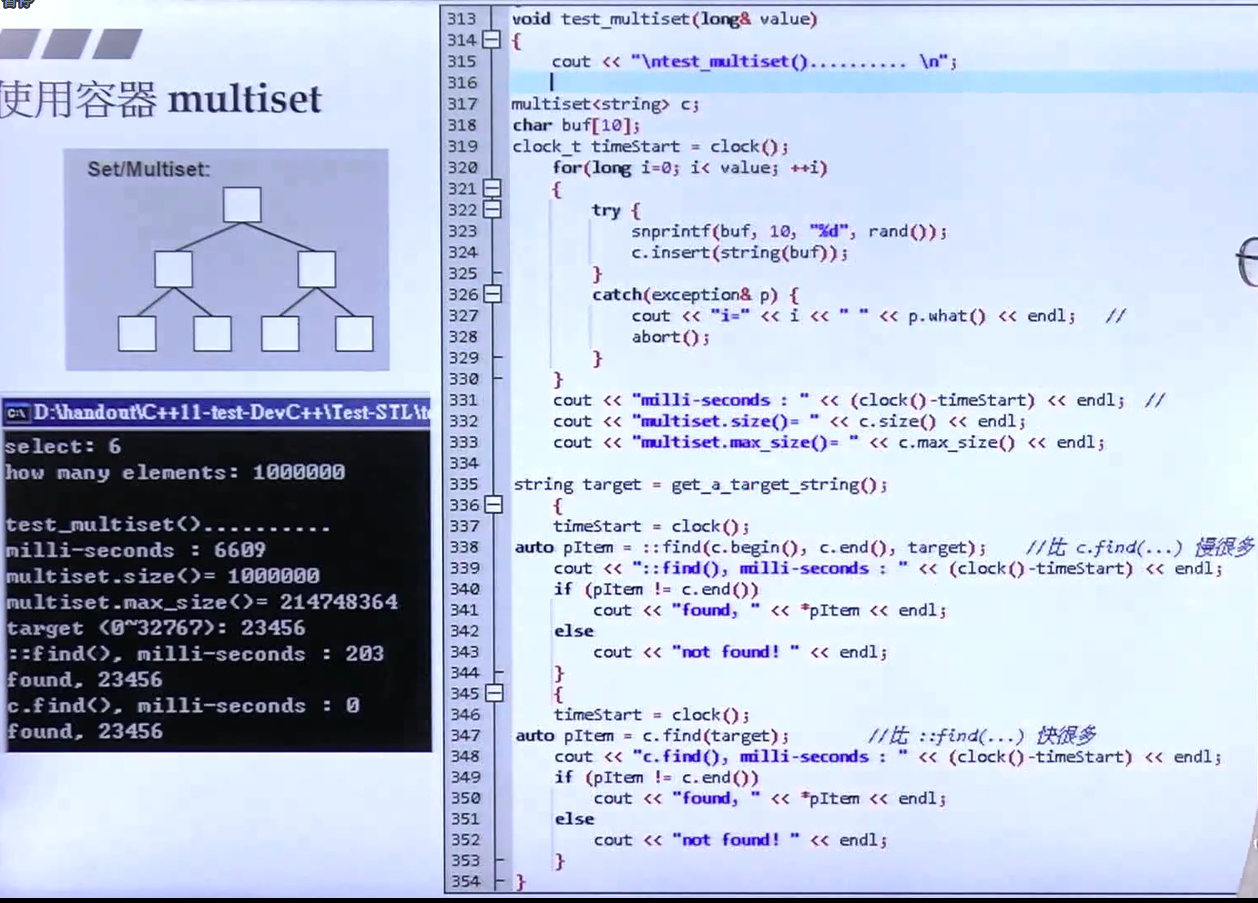 暂停
使用容器 multiset
Set/Multiset:
D:\handout\C++11-test-DevC++\Test-STL\t
select: 6
how many elements: 1000000
test_multiset()..........
milli-seconds : 6609
multiset.size()= 1000000
multiset.max_size()= 214748364
target (0~32767): 23456
::find(), milli-seconds : 203
found, 23456
c.find(), milli-seconds : 0
found, 23456
313 void test_multiset(long& value)
314 {
315 cout << "\ntest_multiset().......... \n";
316
317 multiset<string> c;
318 char buf[10];
319 clock_t timeStart = clock();
320 for(long i=0; i< value; ++i)
321 {
322 try {
323 snprintf(buf, 10, "%d", rand());
324 c.insert(string(buf));
325 }
326 catch(exception& p) {
327 cout << "i=" << i << " " << p.what() << endl; //
328 abort();
329 }
330 }
331 cout << "milli-seconds : " << (clock()-timeStart) << endl; //
332 cout << "multiset.size()= " << c.size() << endl;
333 cout << "multiset.max_size()= " << c.max_size() << endl;
334
335 string target = get_a_target_string();
336 {
337 timeStart = clock();
338 auto pItem = ::find(c.begin(), c.end(), target); //比 c.find(...) 慢很多
339 cout << "::find(), milli-seconds : " << (clock()-timeStart) << endl;
340 if (pItem != c.end())
341 cout << "found, " << *pItem << endl;
342 else
343 cout << "not found! " << endl;
344 }
345 {
346 timeStart = clock();
347 auto pItem = c.find(target); //比 ::find(...) 快很多
348 cout << "c.find(), milli-seconds : " << (clock()-timeStart) << endl;
349 if (pItem != c.end())
350 cout << "found, " << *pItem << endl;
351 else
352 cout << "not found! " << endl;
353 }
354 }